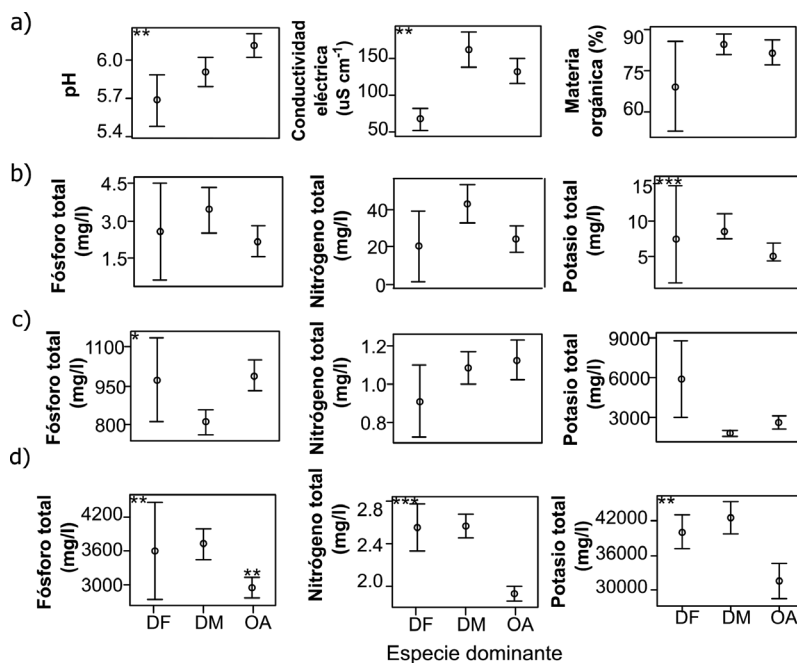 a)
pH
**
6.0
5.7
5.4
Conductividad
eléctrica
(uS cm-1)
**
150
100
50
Materia
orgánica (%)
90
75
60
b)
Fósforo total
(mg/l)
4.5
3.0
1.5
Nitrógeno total
(mg/l)
40
20
0
Potasio total
(mg/l)
***
15
10
5
c)
Fósforo total
(mg/l)
*
1100
950
800
Nitrógeno total
(mg/l)
1.2
1.0
0.8
Potasio total
(mg/l)
9000
6000
3000
d)
Fósforo total
(mg/l)
**
4200
3600
3000
**
Nitrógeno total
(mg/l)
***
2.8
2.4
2.0
Potasio total
(mg/l)
**
42000
36000
30000
DF DM OA
DF DM OA
DF DM OA
Especie dominante